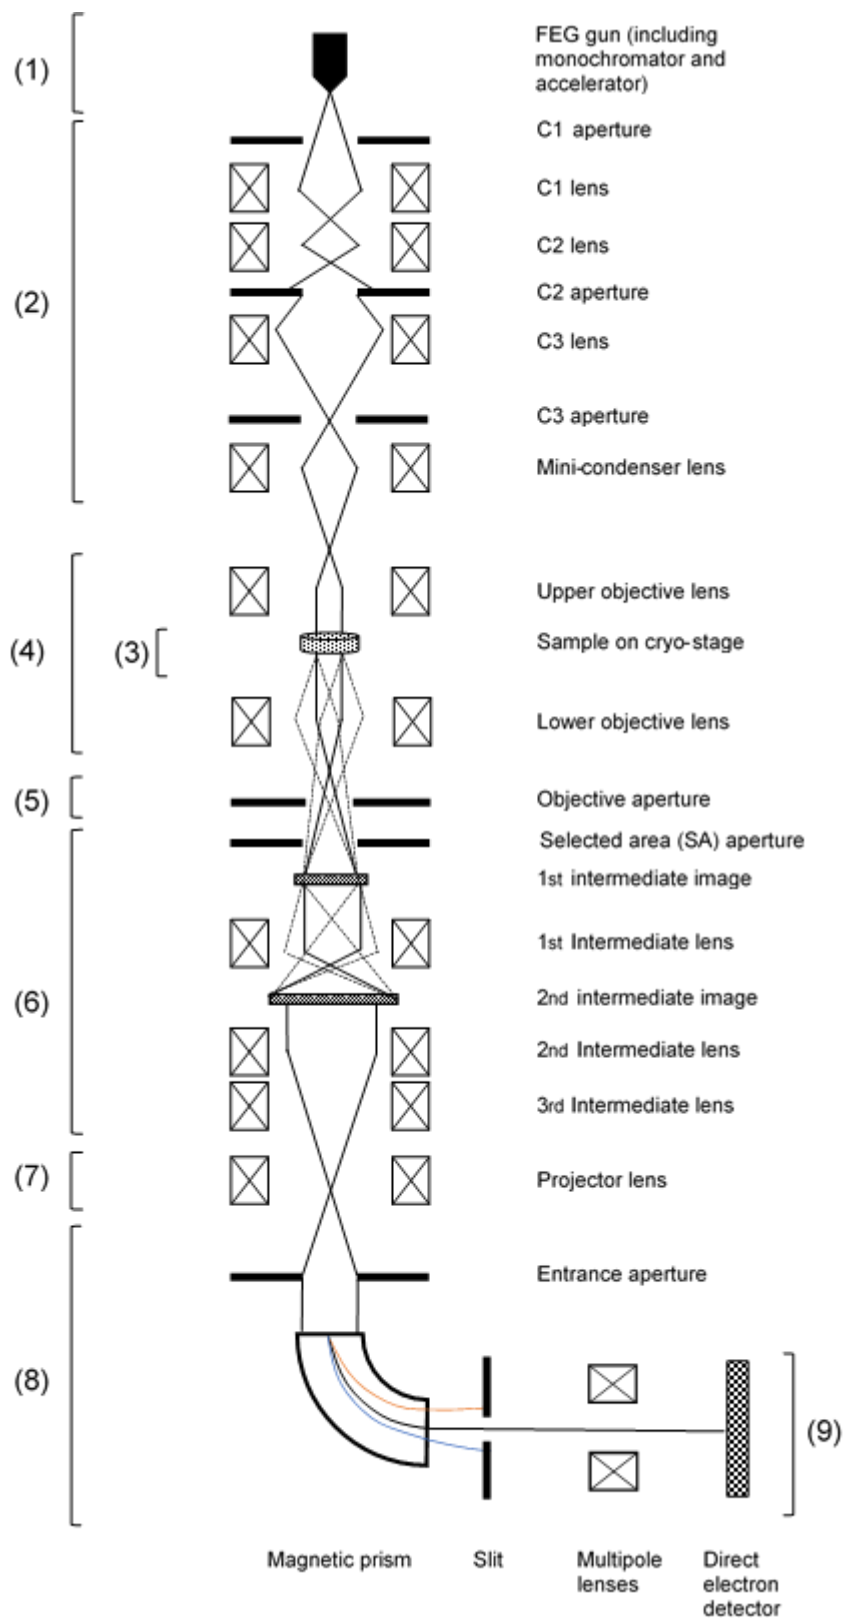 (1)
FEG gun (including
monochromator and
accelerator)
C1 aperture
C1 lens
C2 lens
(2)
C2 aperture
C3 lens
C3 aperture
Mini-condenser lens
Upper objective lens
(4)
(3)
Sample on cryo-stage
Lower objective lens
(5)
Objective aperture
Selected area (SA) aperture
1st intermediate image
1st Intermediate lens
(6)
2nd intermediate image
2nd Intermediate lens
3rd Intermediate lens
(7)
Projector lens
Entrance aperture
(8)
(9)
Magnetic prism
Slit
Multipole
lenses
Direct
electron
detector